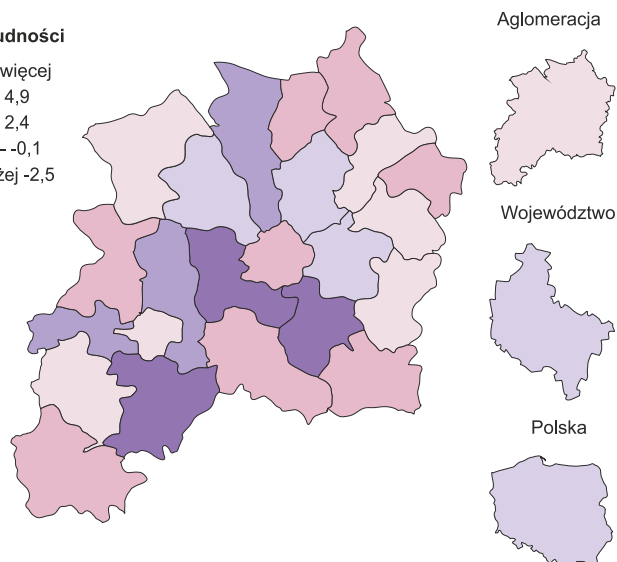 udności
więcej
4,9
2,4
– -0,1
żej -2,5
Aglomeracja
Województwo
Polska